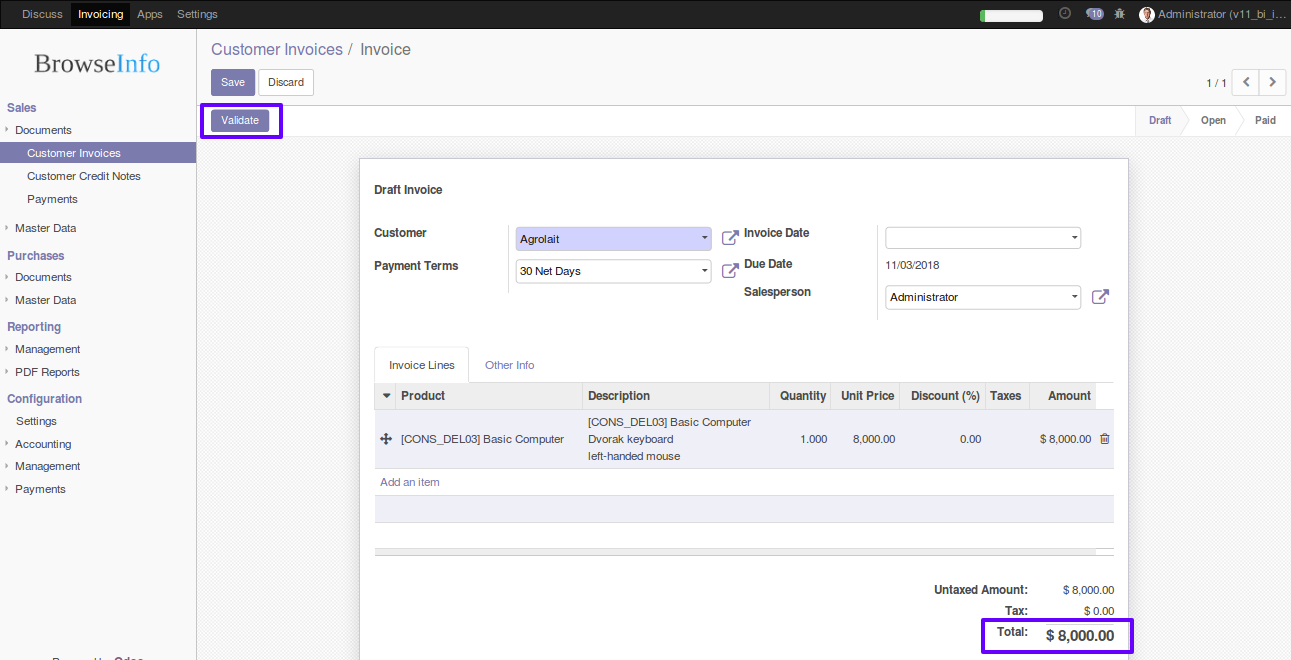 Discuss Invoicing Apps Settings
10 Administrator (v11_bi_i...
BrowseInfo
Sales
Documents
Customer Invoices
Customer Credit Notes
Payments
Master Data
Purchases
Documents
Master Data
Reporting
Management
PDF Reports
Configuration
Settings
Accounting
Management
Payments
Customer Invoices / Invoice
Save Discard
1 / 1
Validate
Draft Open Paid
Draft Invoice
Customer Agrolait
Payment Terms 30 Net Days
Invoice Date
Due Date 11/03/2018
Salesperson Administrator
Invoice Lines Other Info
Product Description Quantity Unit Price Discount (%) Taxes Amount
[CONS_DEL03] Basic Computer
[CONS_DEL03] Basic Computer
Dvorak keyboard
left-handed mouse
1.000 8,000.00 0.00 $ 8,000.00
Add an item
Untaxed Amount: $ 8,000.00
Tax: $ 0.00
Total: $ 8,000.00